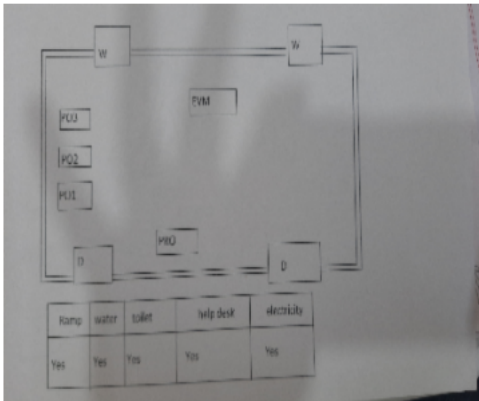 W W
EVM
PO3
PO2
PO1
PRO
D D
Ramp water toilet help desk electricity
Yes Yes Yes Yes Yes